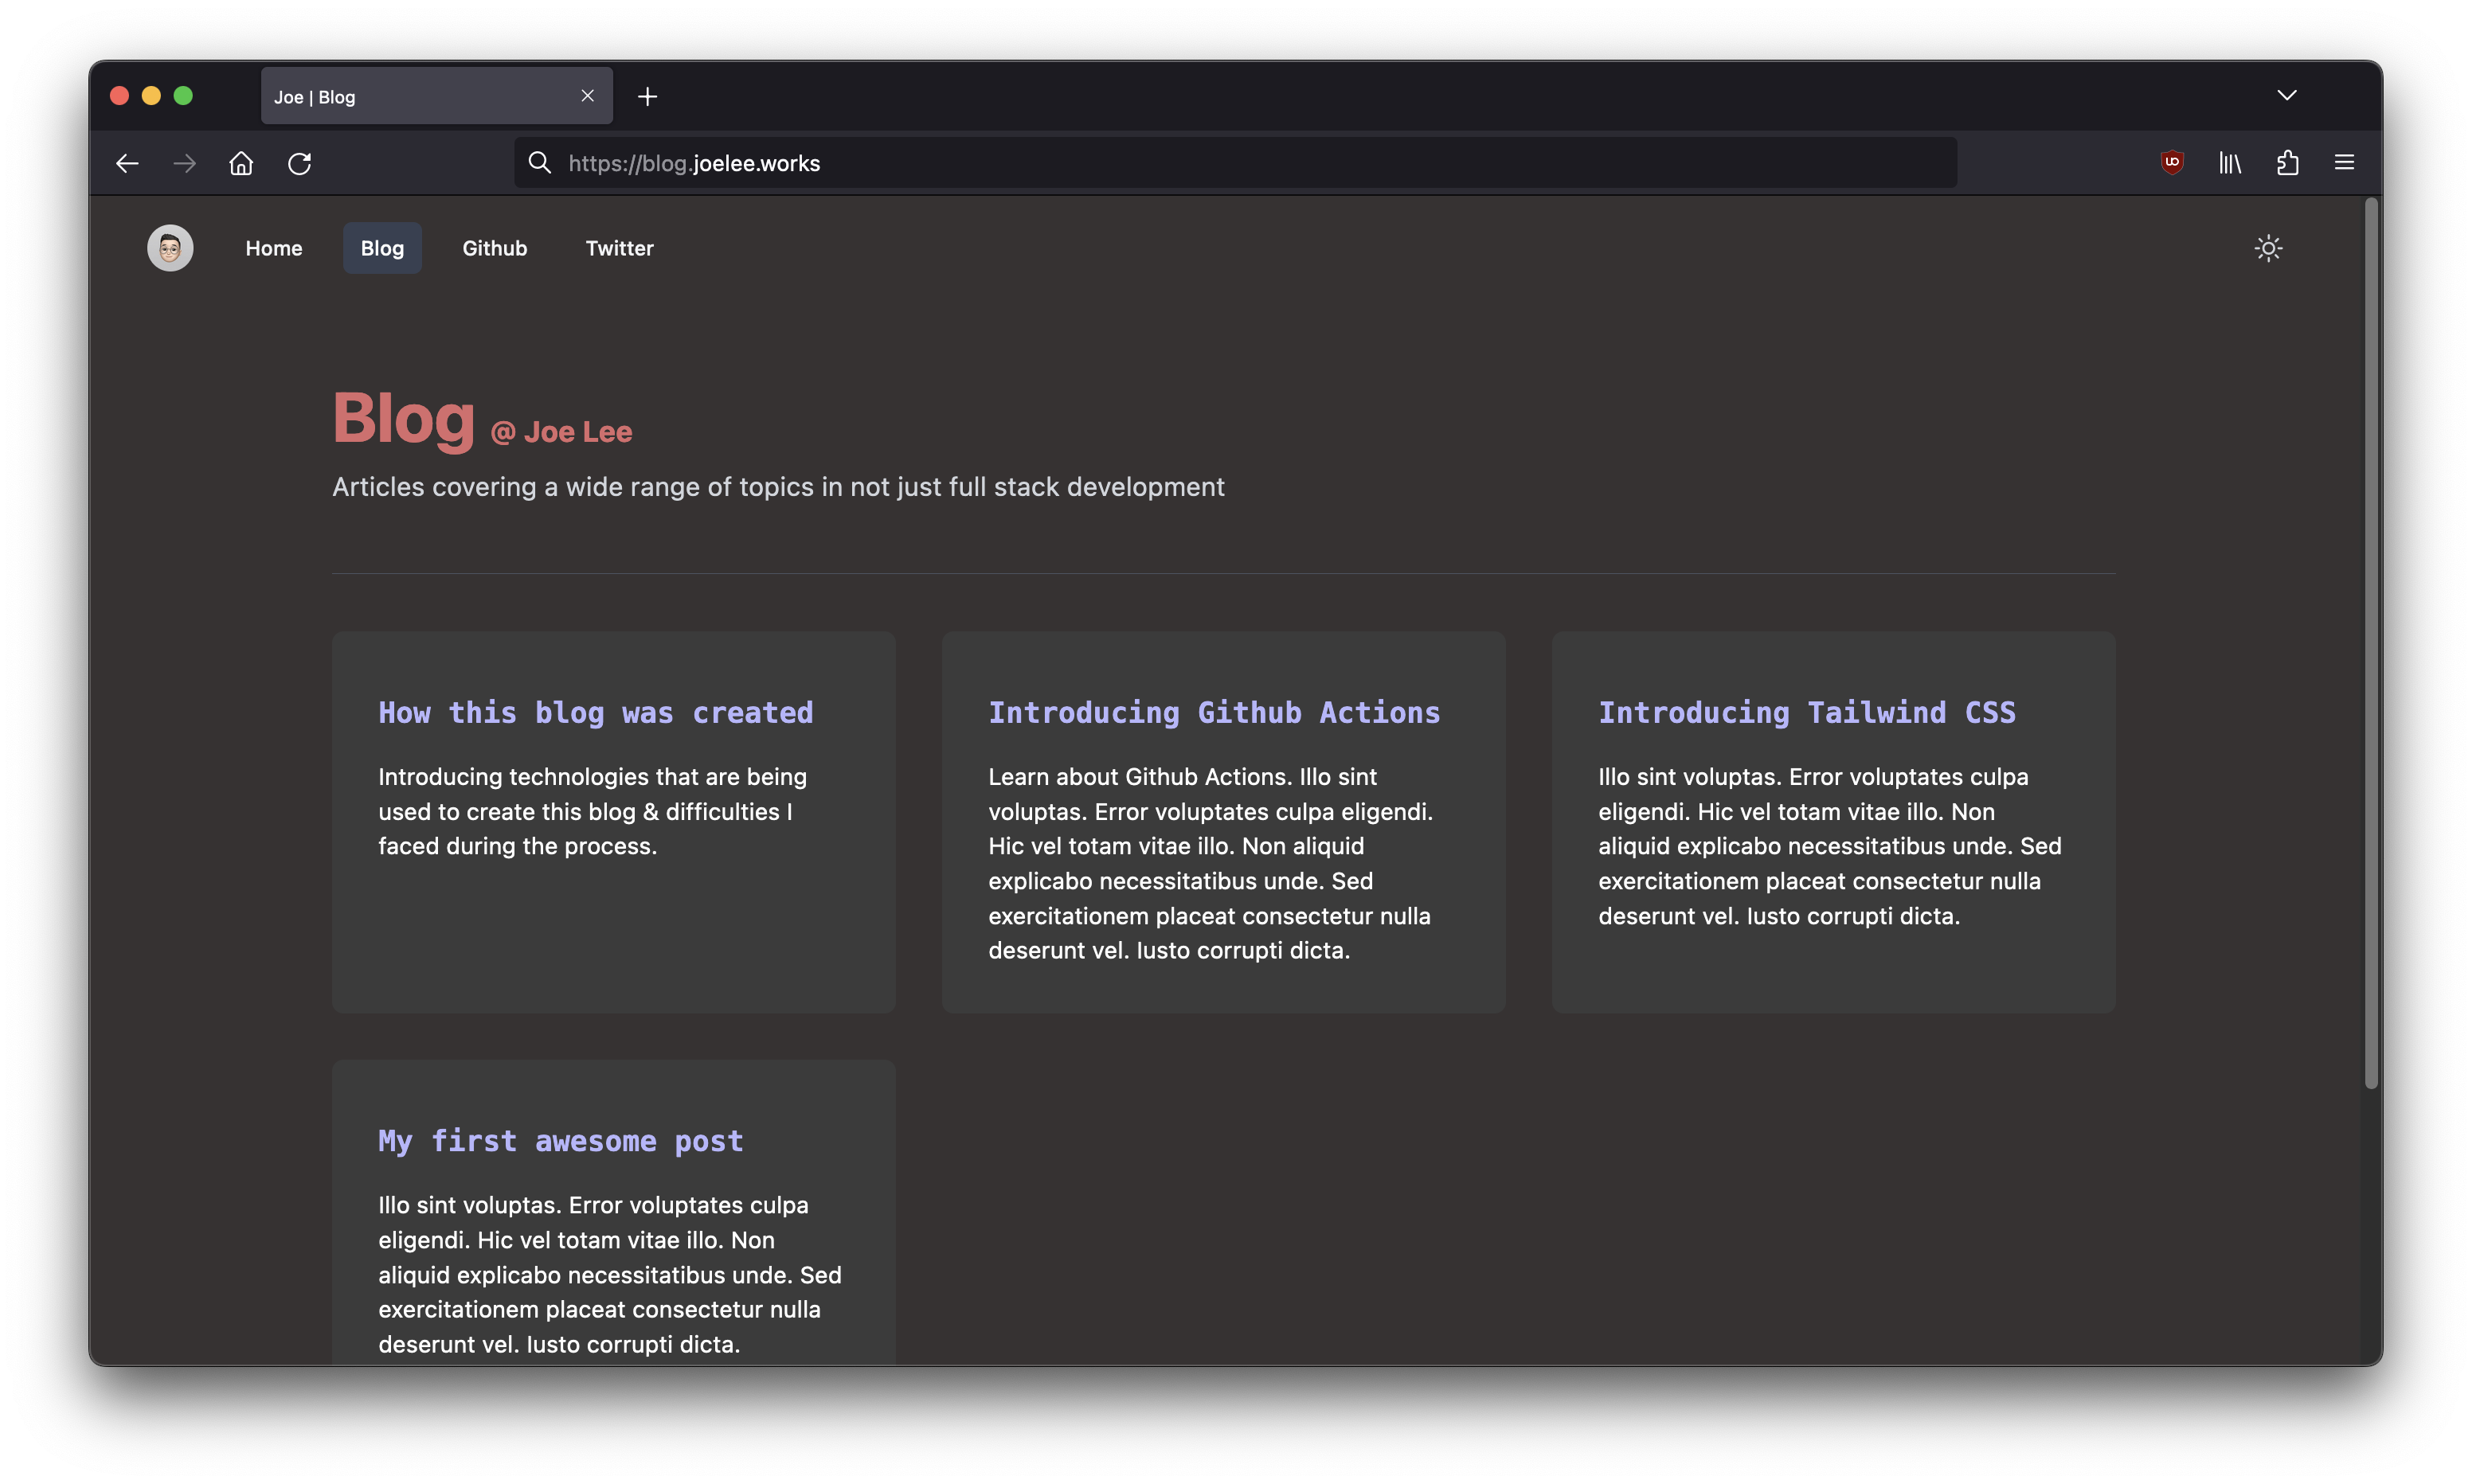 Joe | Blog
https://blog.joelee.works
Home
Blog
Github
Twitter
Blog @ Joe Lee
Articles covering a wide range of topics in not just full stack development
How this blog was created
Introducing technologies that are being
used to create this blog & difficulties I
faced during the process.
Introducing Github Actions
Learn about Github Actions. Illo sint
voluptas. Error voluptates culpa eligendi.
Hic vel totam vitae illo. Non aliquid
explicabo necessitatibus unde. Sed
exercitationem placeat consectetur nulla
deserunt vel. Iusto corrupti dicta.
Introducing Tailwind CSS
Illo sint voluptas. Error voluptates culpa
eligendi. Hic vel totam vitae illo. Non
aliquid explicabo necessitatibus unde. Sed
exercitationem placeat consectetur nulla
deserunt vel. Iusto corrupti dicta.
My first awesome post
Illo sint voluptas. Error voluptates culpa
eligendi. Hic vel totam vitae illo. Non
aliquid explicabo necessitatibus unde. Sed
exercitationem placeat consectetur nulla
deserunt vel. Iusto corrupti dicta.